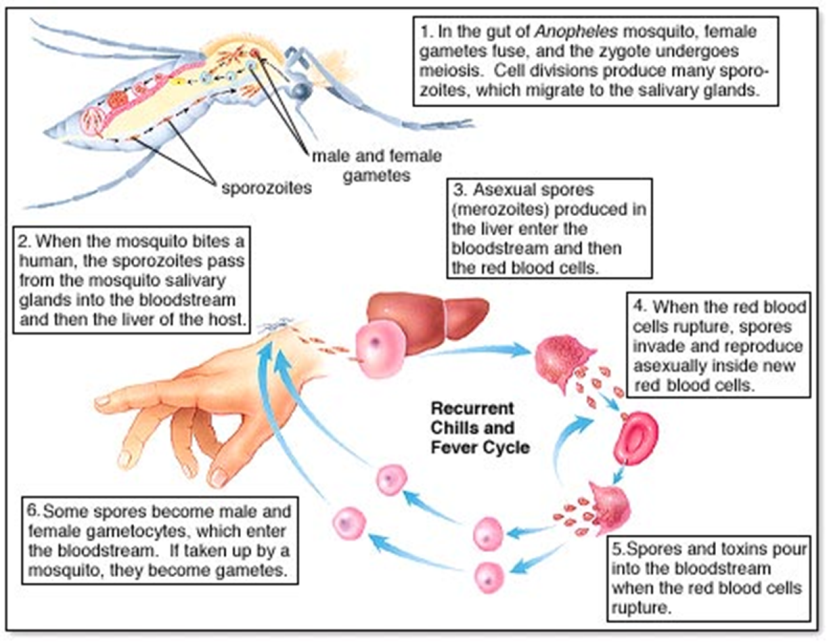 1. In the gut of Anopheles mosquito, female
gametes fuse, and the zygote undergoes
meiosis. Cell divisions produce many sporo-
zoites, which migrate to the salivary glands.
male and female
gametes
sporozoites
2. When the mosquito bites a
human, the sporozoites pass
from the mosquito salivary
glands into the bloodstream
and then the liver of the host.
3. Asexual spores
(merozoites) produced in
the liver enter the
bloodstream and then
the red blood cells.
4. When the red blood
cells rupture, spores
invade and reproduce
asexually inside new
red blood cells.
Recurrent
Chills and
Fever Cycle
6. Some spores become male and
female gametocytes, which enter
the bloodstream. If taken up by a
mosquito, they become gametes.
5.Spores and toxins pour
into the bloodstream
when the red blood cells
rupture.